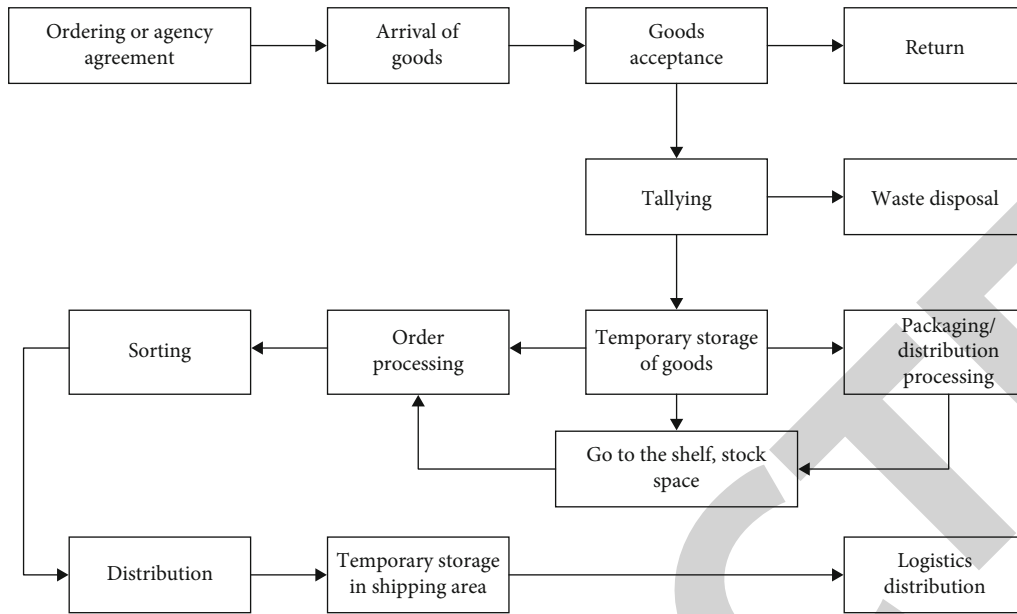 Ordering or agency
agreement
Arrival of
goods
Goods
acceptance
Return
Tallying
Waste disposal
Sorting
Order
processing
Temporary storage
of goods
Packaging/
distribution
processing
Go to the shelf, stock
space
Distribution
Temporary storage
in shipping area
Logistics
distribution